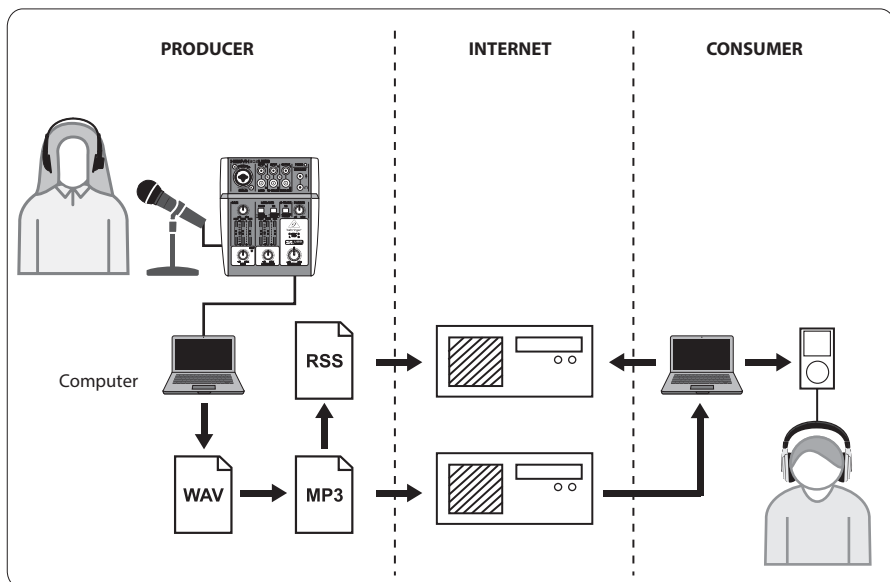 PRODUCER
INTERNET
CONSUMER
Computer
RSS
WAV
MP3